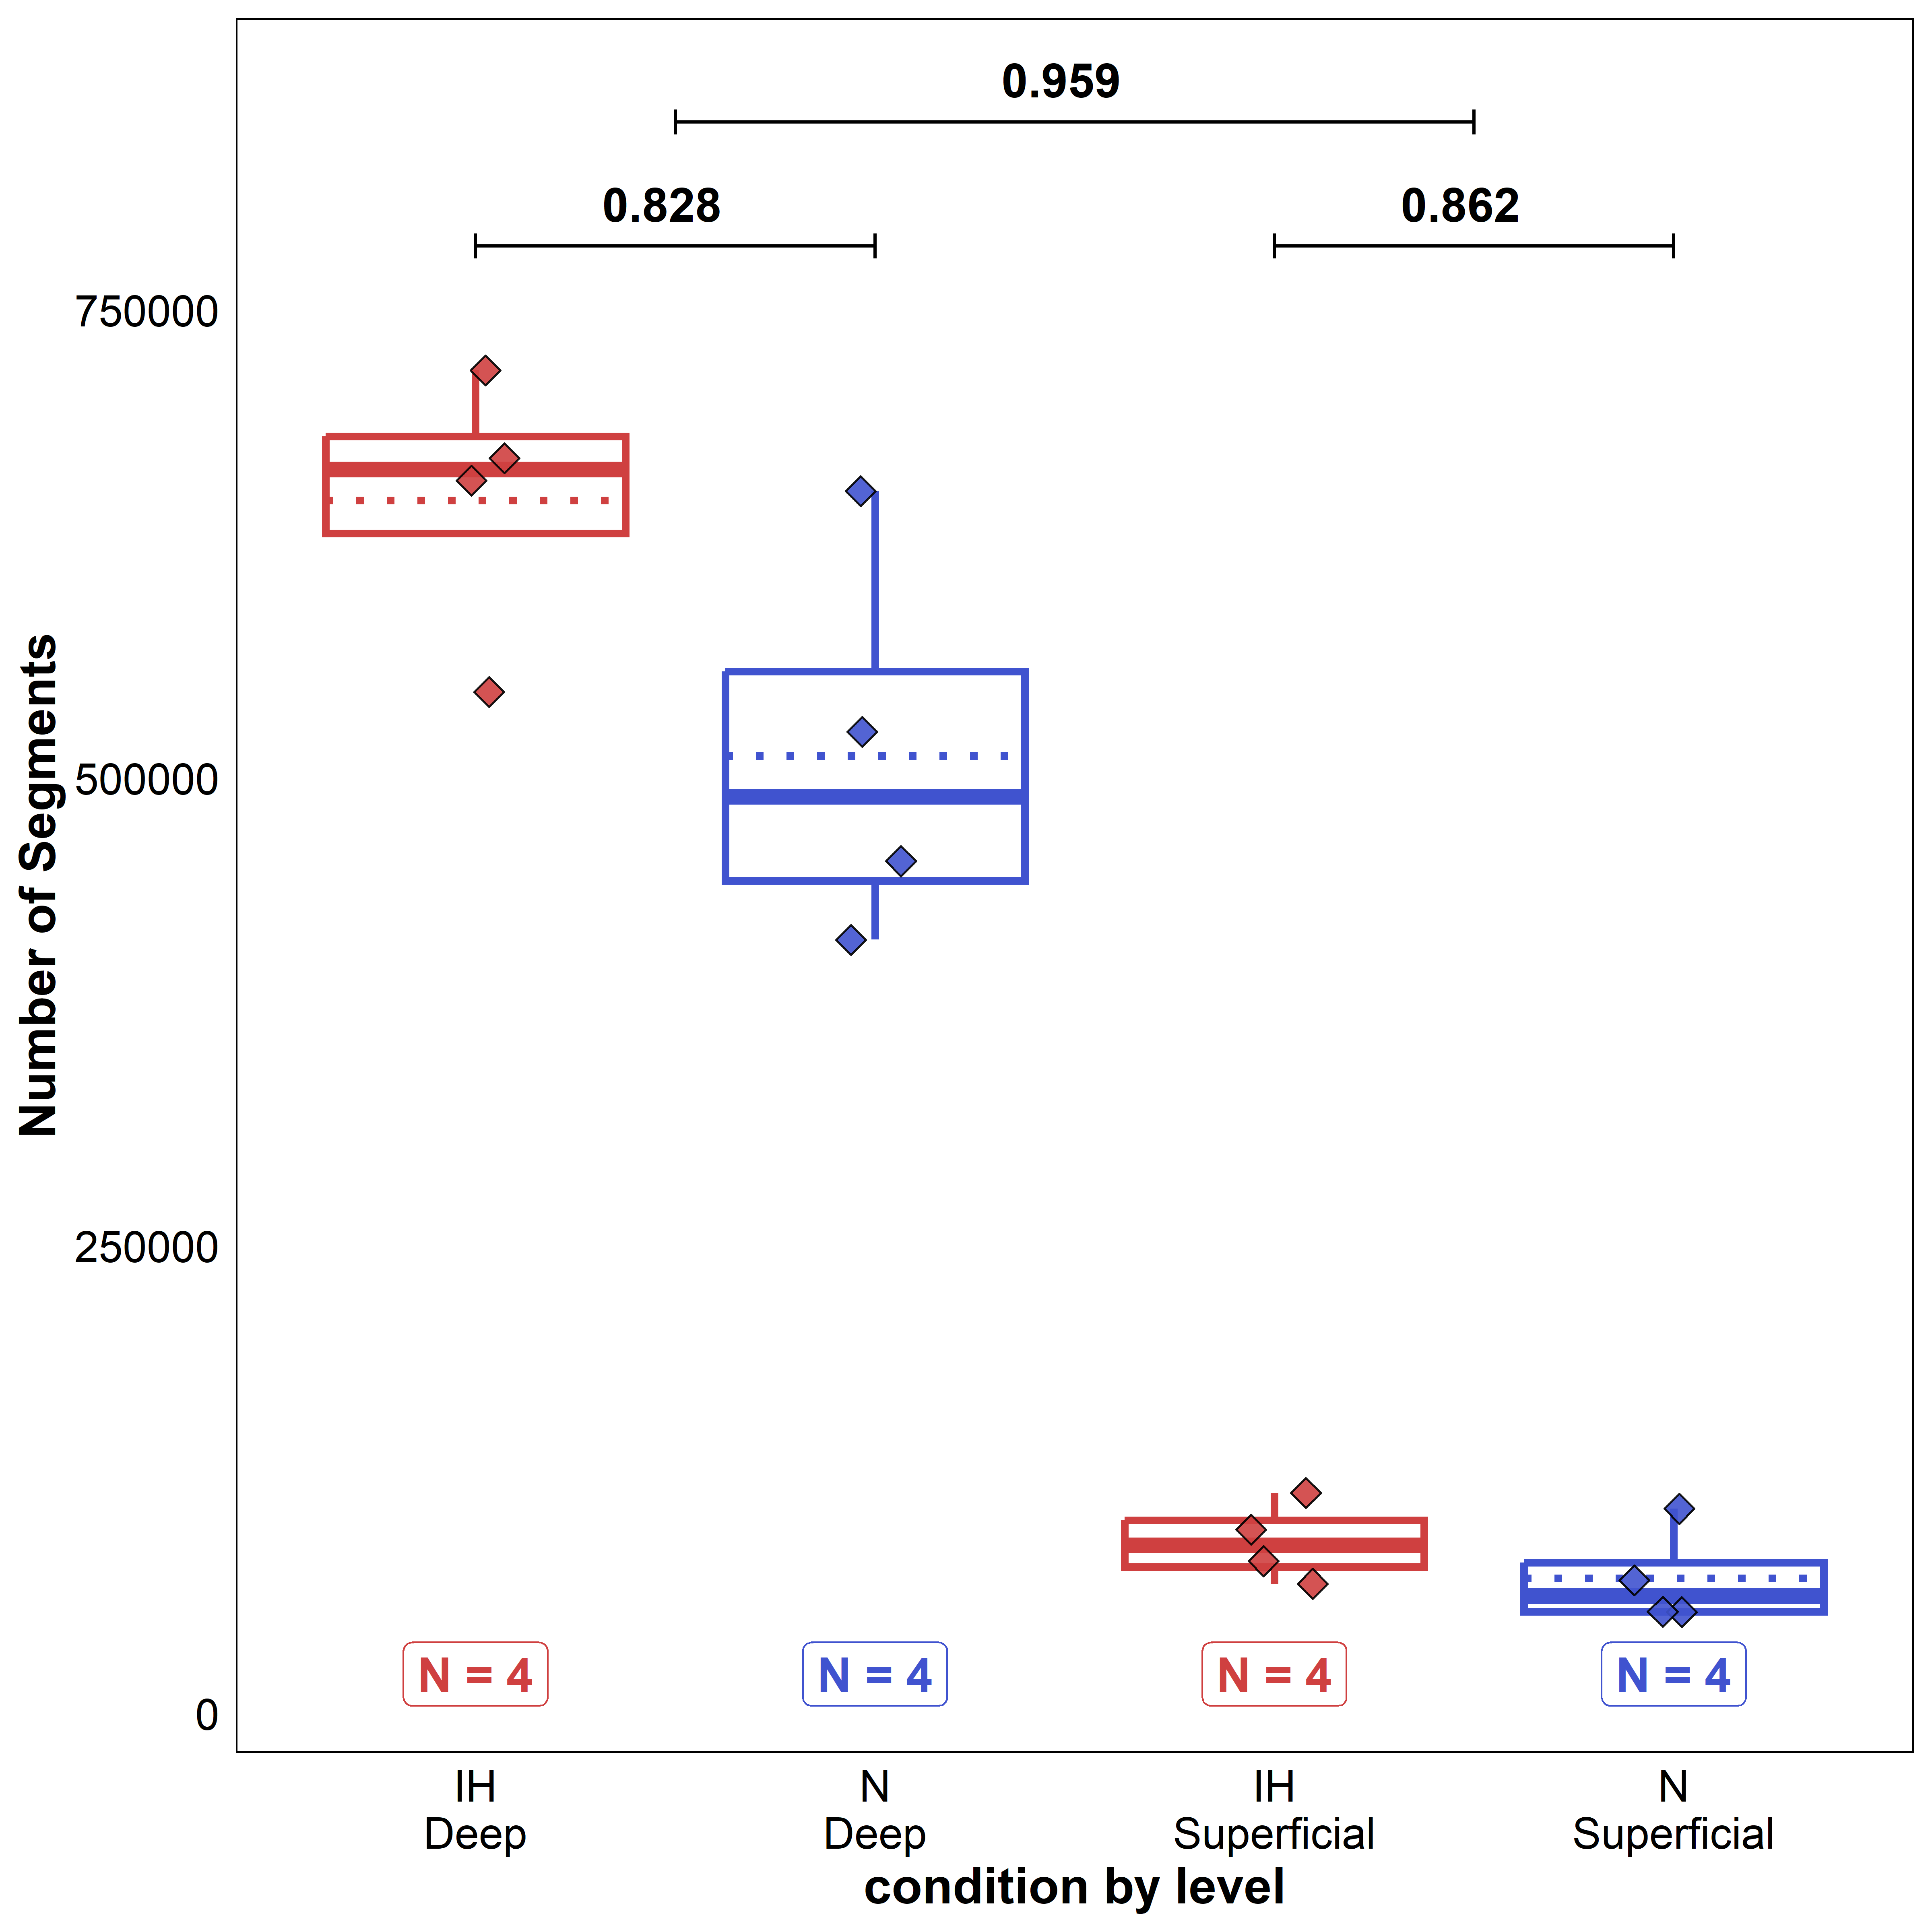 0.959
0.828
0.862
750000
500000
250000
0
Number of Segments
N = 4
N = 4
N = 4
N = 4
IH
Deep
N
Deep
IH
Superficial
N
Superficial
condition by level